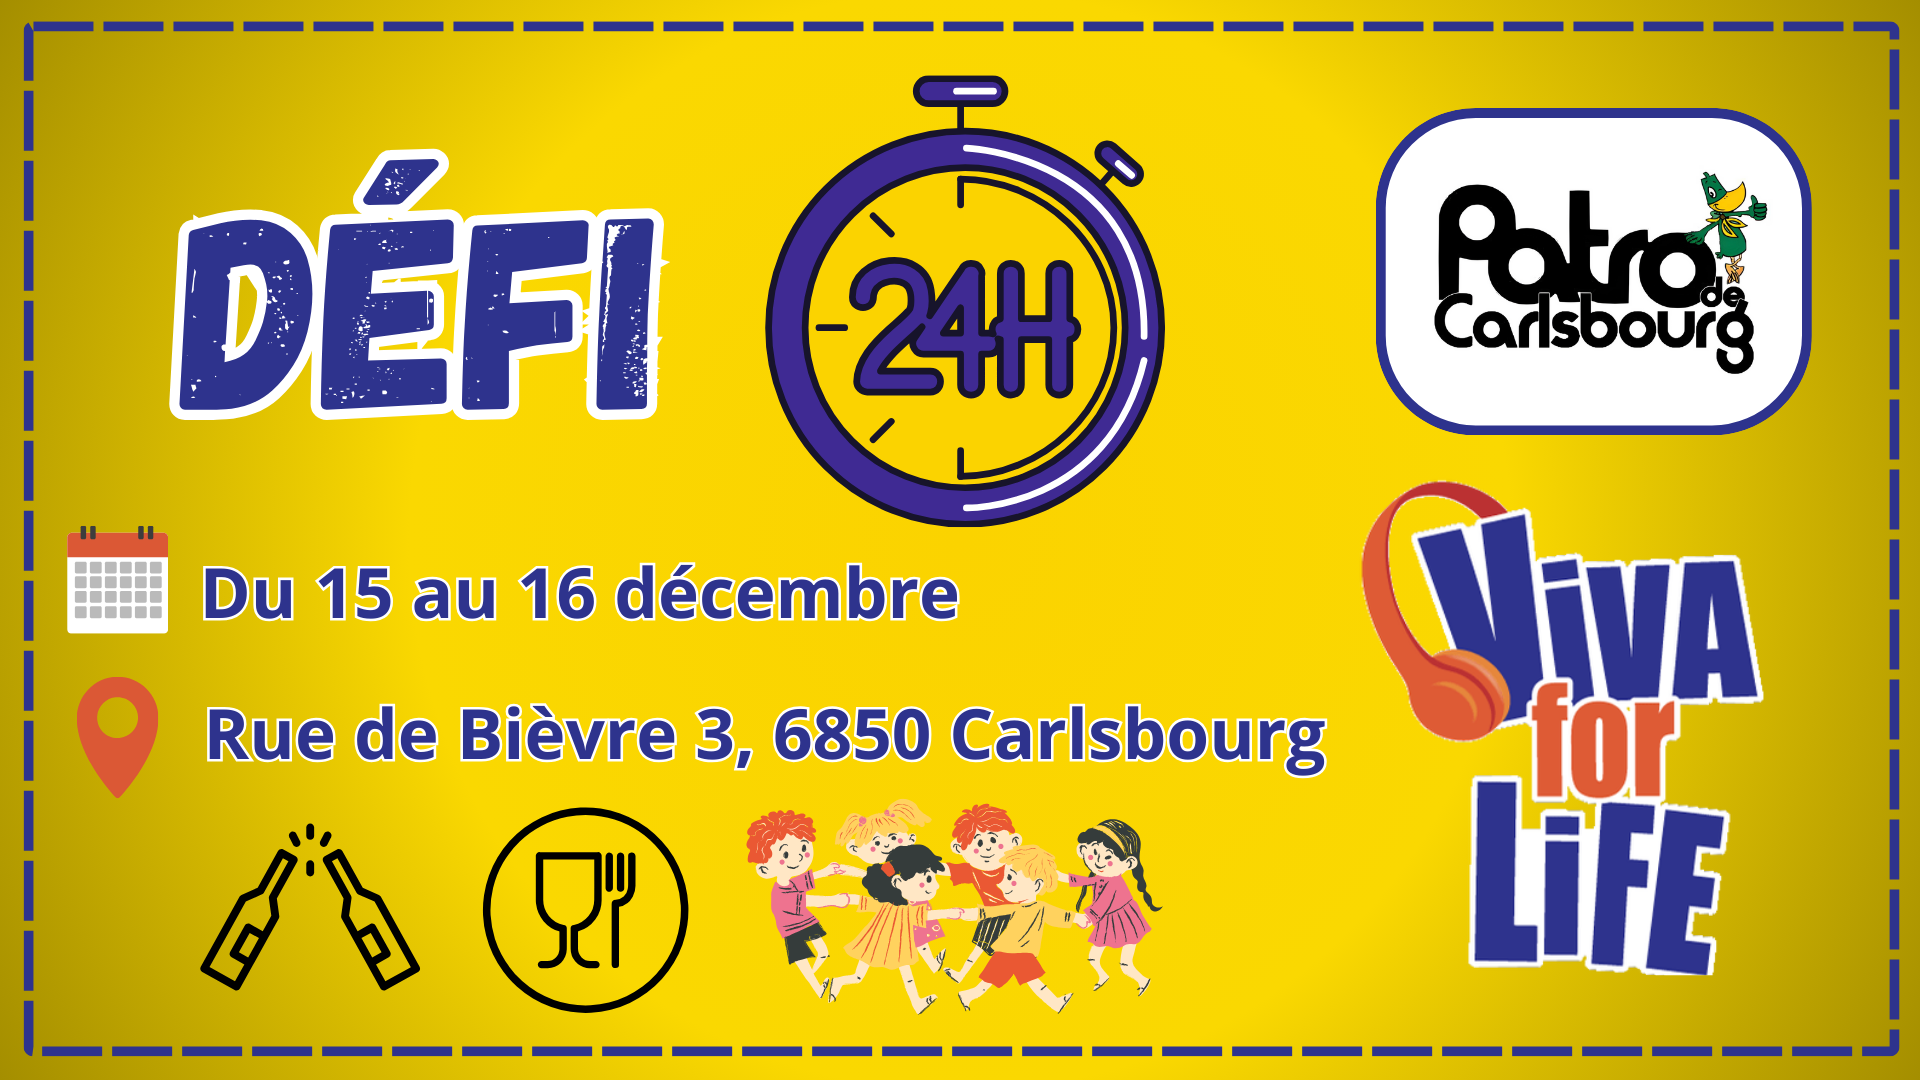 DÉFI
24H
Patro
de
Carlsbourg
Du 15 au 16 décembre
Rue de Bièvre 3, 6850 Carlsbourg
ViVA
for
LiFE